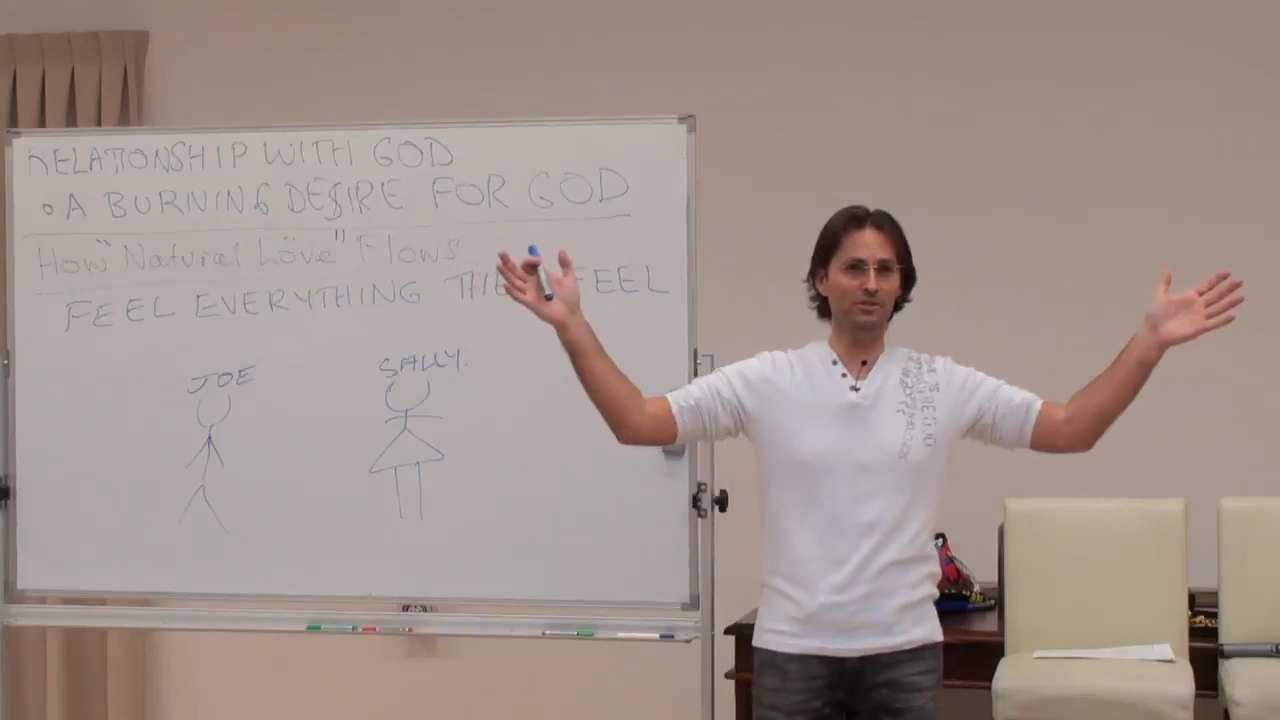 RELATIONSHIP WITH GOD
• A BURNING DESIRE FOR GOD
How "Natural Love" Flows
FEEL EVERYTHING FEEL
JOE
SALLY.